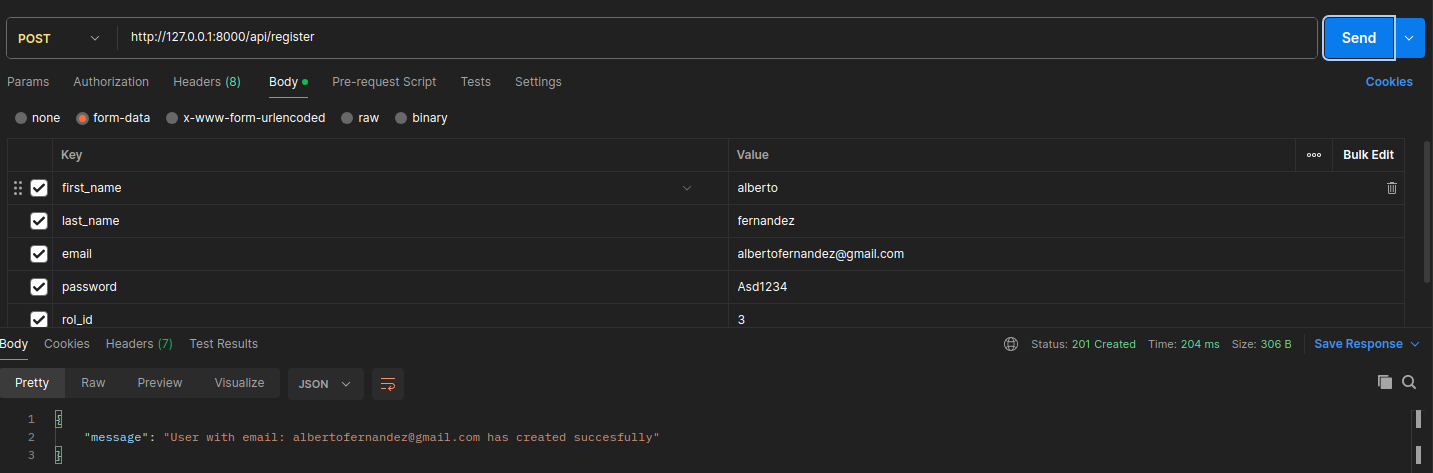 POST http://127.0.0.1:8000/api/register Send
Params Authorization Headers (8) Body Pre-request Script Tests Settings Cookies
none form-data x-www-form-urlencoded raw binary
Key Value Bulk Edit
first_name alberto
last_name fernandez
email albertofernandez@gmail.com
password Asd1234
rol_id 3
Body Cookies Headers (7) Test Results Status: 201 Created Time: 204 ms Size: 306 B Save Response
Pretty Raw Preview Visualize JSON
1 {
2 "message": "User with email: albertofernandez@gmail.com has created succesfully"
3 }